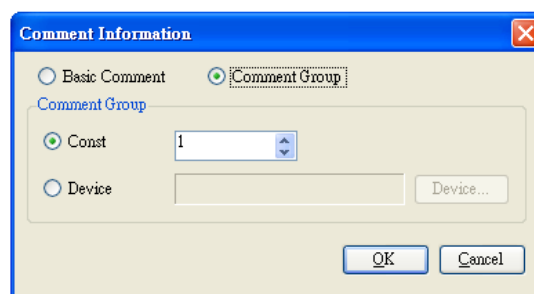 Comment Information
Basic Comment Comment Group
Comment Group
Const 1
Device Device...
OK Cancel